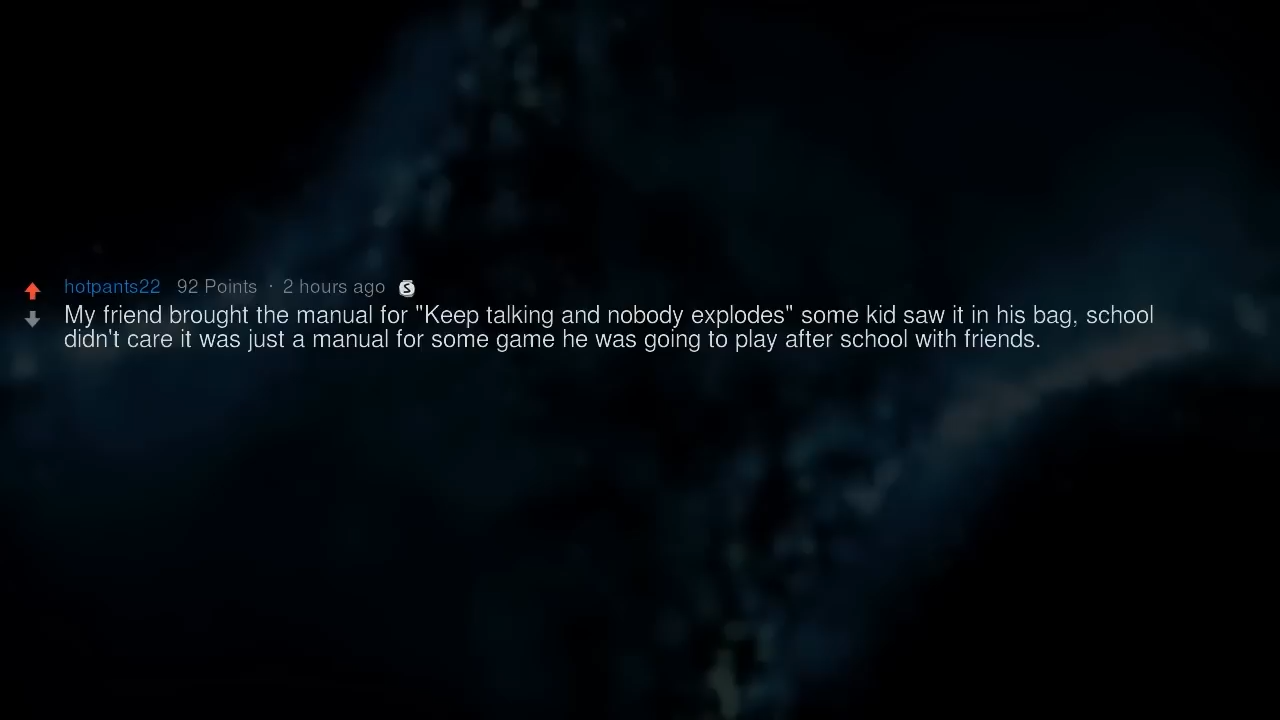 hotpants22 92 Points · 2 hours ago S
My friend brought the manual for "Keep talking and nobody explodes" some kid saw it in his bag, school
didn't care it was just a manual for some game he was going to play after school with friends.